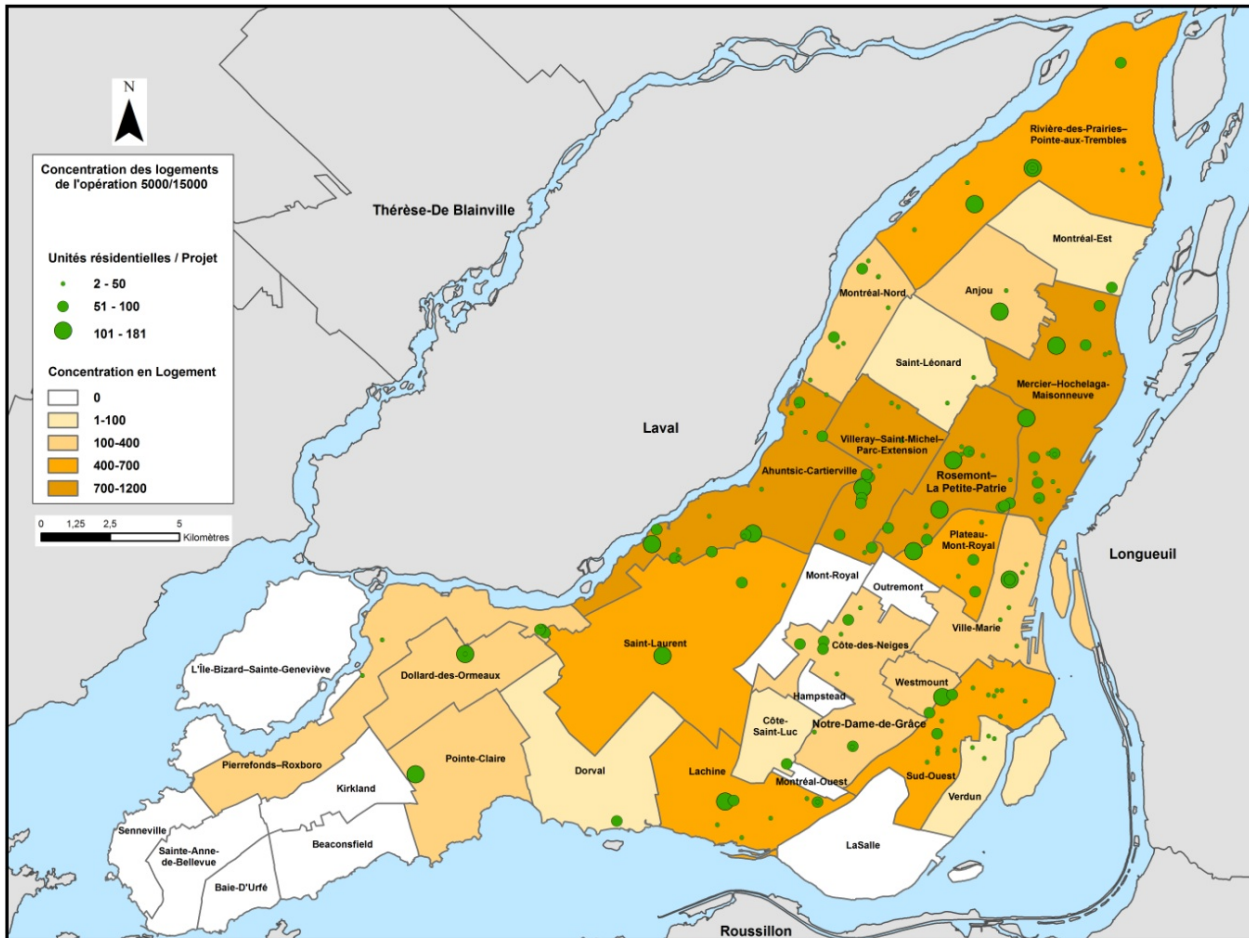 N
Concentration des logements
de l'opération 5000/15000
Unités résidentielles / Projet
2 - 50
51 - 100
101 - 181
Concentration en Logement
0
1-100
100-400
400-700
700-1200
0 1,25 2,5 5
Kilomètres
Thérèse-De Blainville
Laval
Longueuil
Roussillon
Rivière-des-Prairies–
Pointe-aux-Trembles
Montréal-Est
Anjou
Montréal-Nord
Saint-Léonard
Mercier–Hochelaga-
Maisonneuve
Villeray–Saint-Michel–
Parc-Extension
Ahuntsic-Cartierville
Rosemont–
La Petite-Patrie
Plateau-
Mont-Royal
Mont-Royal
Outremont
Ville-Marie
Saint-Laurent
Côte-des-Neiges
Westmount
Hampstead
Notre-Dame-de-Grâce
Côte-
Saint-Luc
L'Île-Bizard–Sainte-Geneviève
Dollard-des-Ormeaux
Pierrefonds–Roxboro
Pointe-Claire
Dorval
Lachine
Montréal-Ouest
Sud-Ouest
Verdun
LaSalle
Kirkland
Beaconsfield
Senneville
Sainte-Anne-
de-Bellevue
Baie-D'Urfé